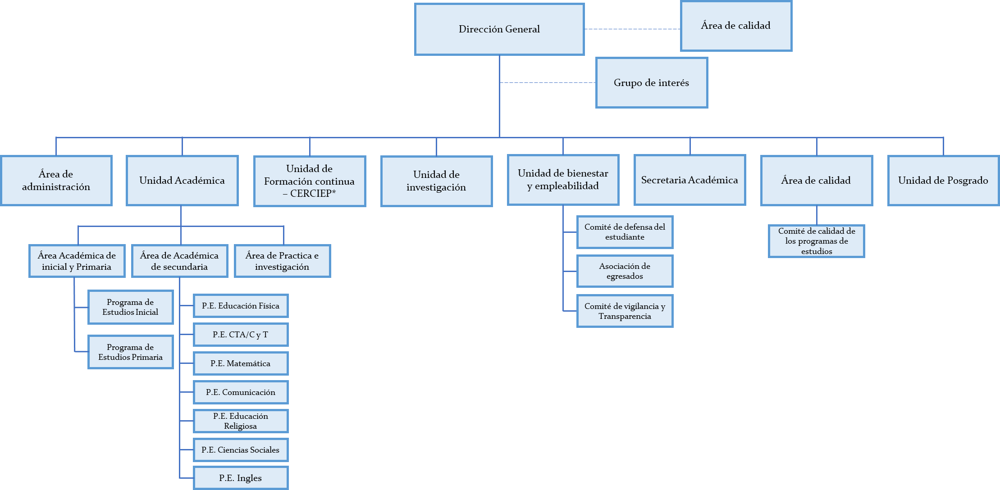 Dirección General
Área de calidad
Grupo de interés
Área de
administración
Unidad Académica
Unidad de
Formación continua
– CERCIEP*
Unidad de
investigación
Unidad de bienestar
y empleabilidad
Secretaria Académica
Área de calidad
Unidad de Posgrado
Área Académica de
inicial y Primaria
Área de Académica
de secundaria
Área de Practica e
investigación
Programa de
Estudios Inicial
Programa de
Estudios Primaria
P.E. Educación Física
P.E. CTA/C y T
P.E. Matemática
P.E. Comunicación
P.E. Educación
Religiosa
P.E. Ciencias Sociales
P.E. Ingles
Comité de defensa del
estudiante
Asociación de
egresados
Comité de vigilancia y
Transparencia
Comité de calidad de
los programas de
estudios